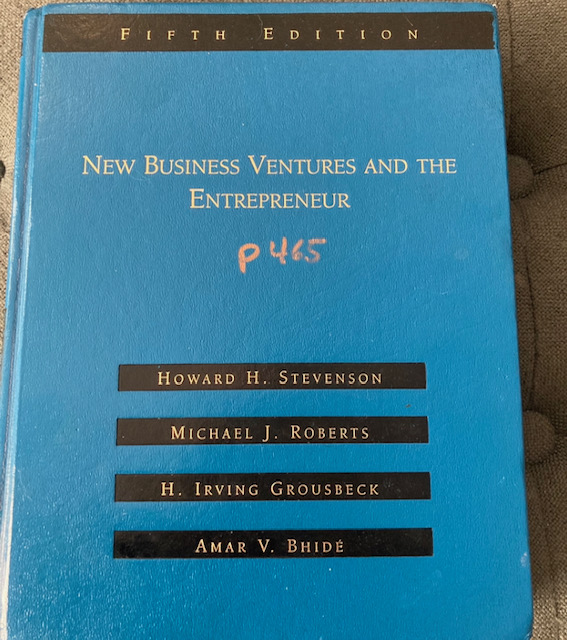 FIFTH EDITION
NEW BUSINESS VENTURES AND THE
ENTREPRENEUR
p 465
HOWARD H. STEVENSON
MICHAEL J. ROBERTS
H. IRVING GROUSBECK
AMAR V. BHIDÉ